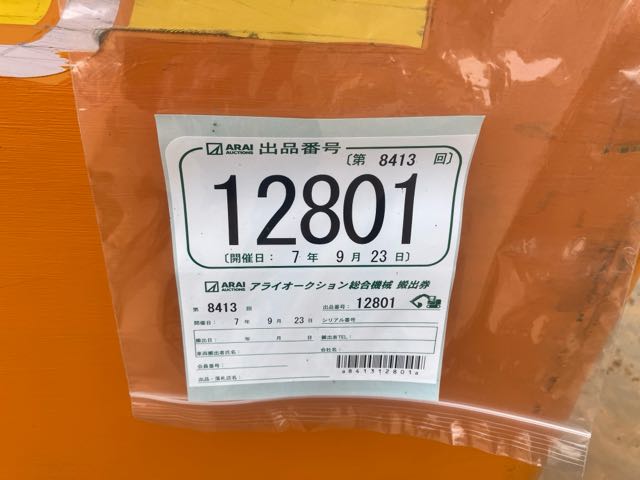 ARAI AUCTIONS 出品番号
〔第 8413 回〕
12801
〔開催日： 7 年 9 月 23 日〕
ARAI AUCTIONS アライオークション総合機械 搬出券
第 8413 回 出品番号： 12801
開催日： 7 年 9 月 23 日 シリアル番号
搬出日： 年 月 日 搬出者TEL：
車両搬出者氏名： 会社名：
会員番号：
出品・落札店名：
a841312801a